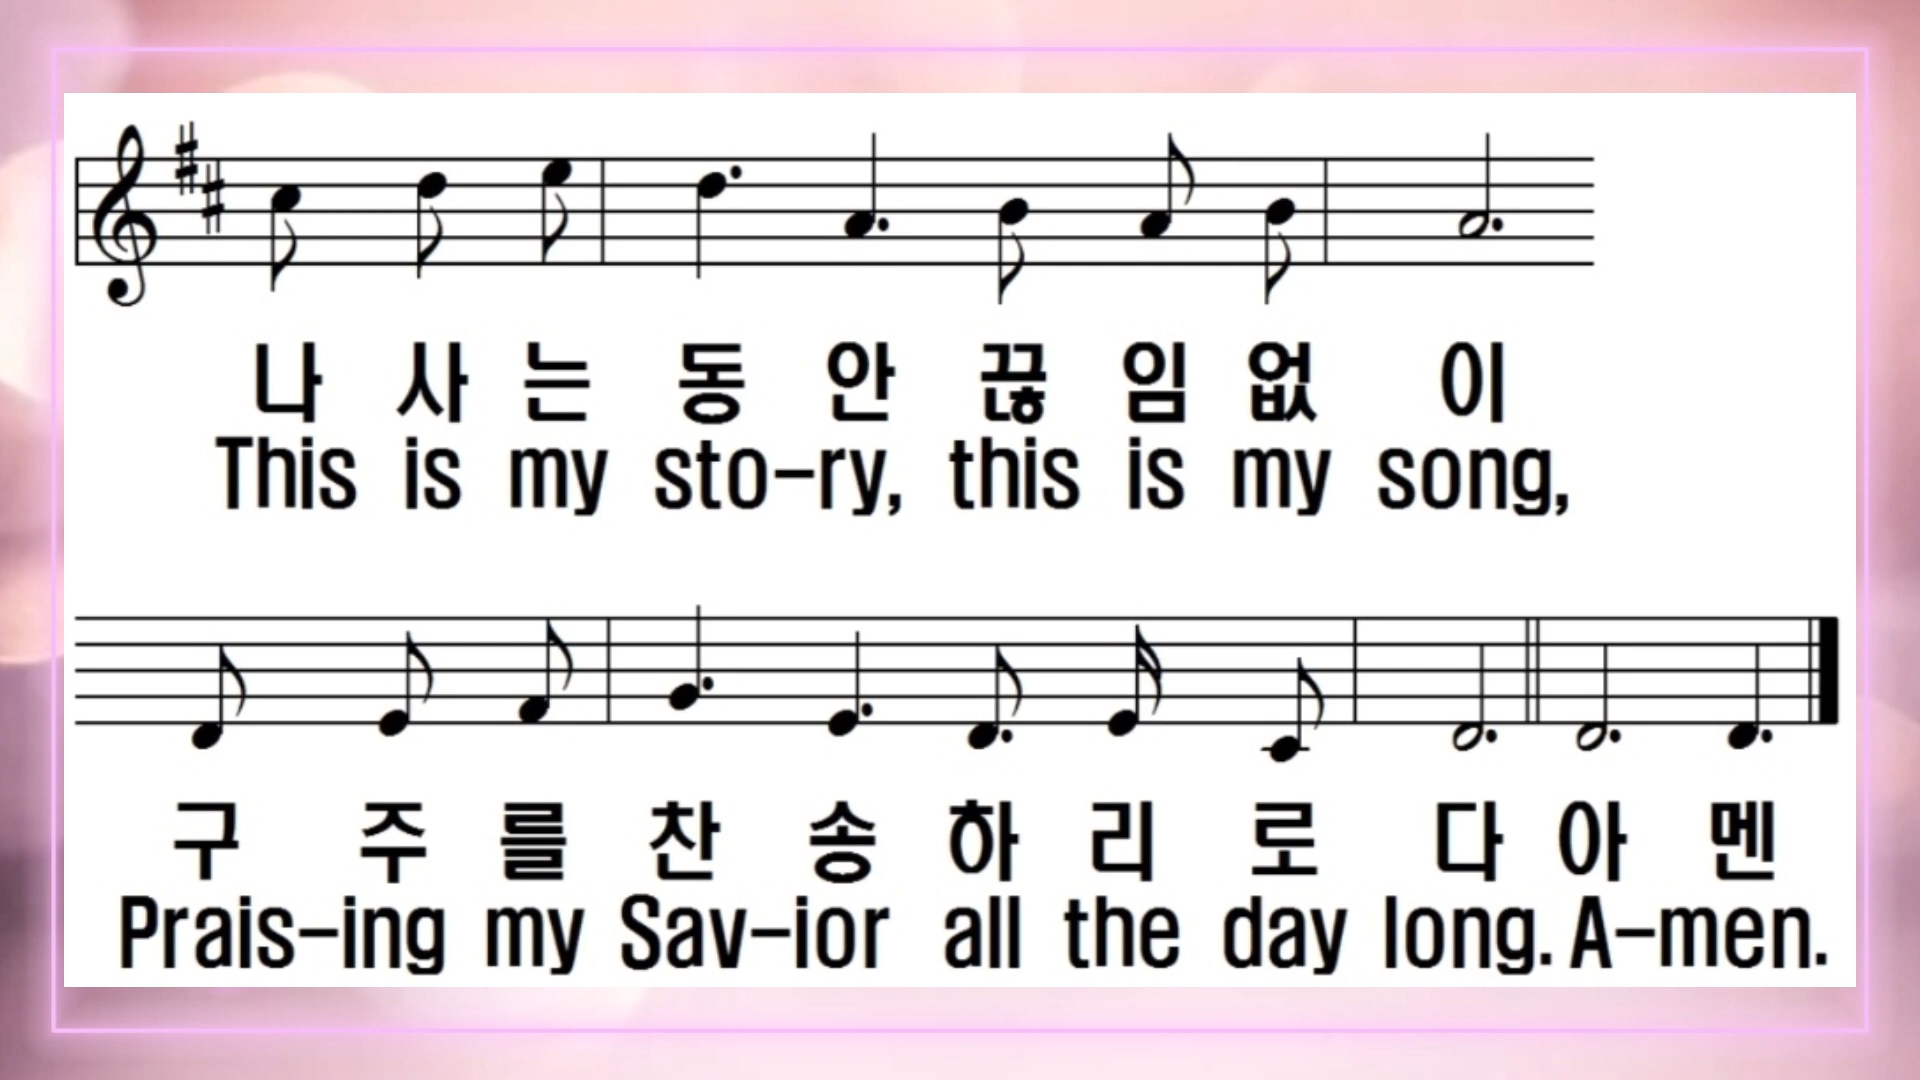 나 사 는 동 안 끊 임 없 이
This is my sto-ry, this is my song,
구 주 를 찬 송 하 리 로 다 아 멘
Prais-ing my Sav-ior all the day long. A-men.